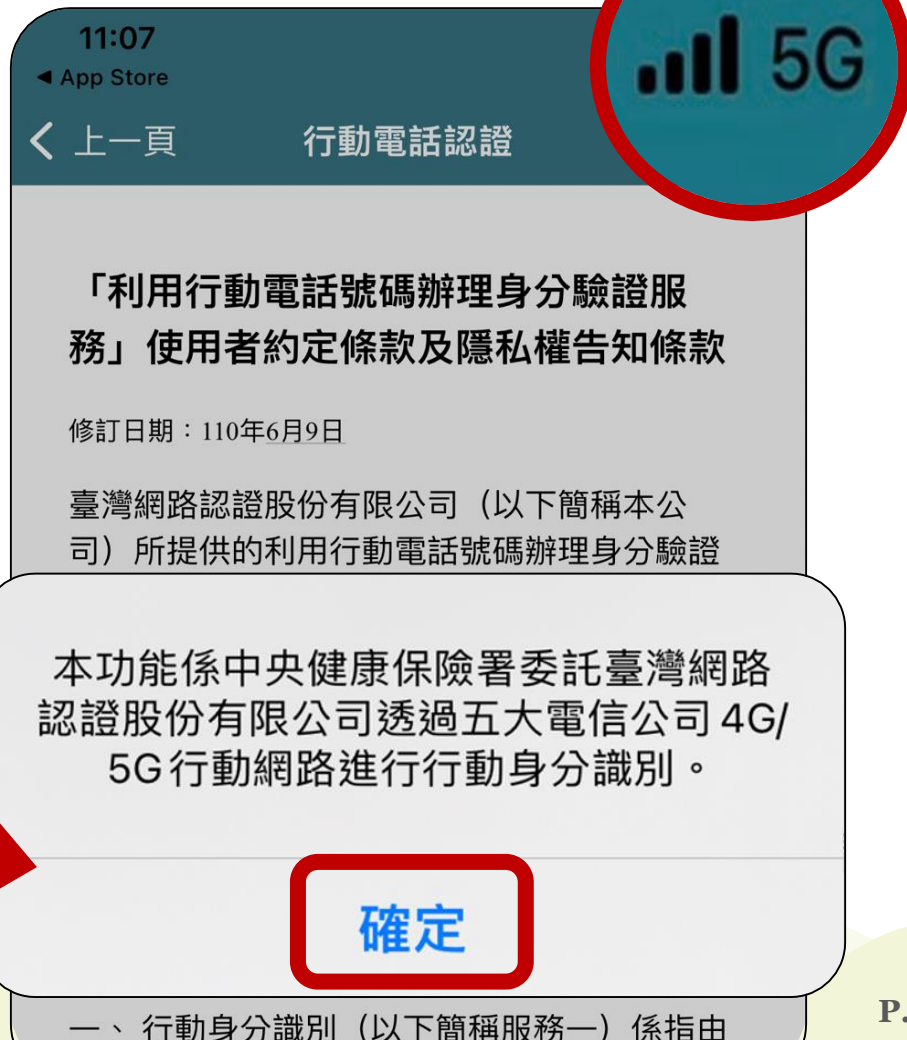 11:07
◀ App Store
5G
上一頁
行動電話認證
「利用行動電話號碼辦理身分驗證服
務」使用者約定條款及隱私權告知條款
修訂日期：110年6月9日
臺灣網路認證股份有限公司（以下簡稱本公
司）所提供的利用行動電話號碼辦理身分驗證
本功能係中央健康保險署委託臺灣網路
認證股份有限公司透過五大電信公司 4G/
5G 行動網路進行行動身分識別。
確定
一、 行動身分識別（以下簡稱服務一）係指由
P.